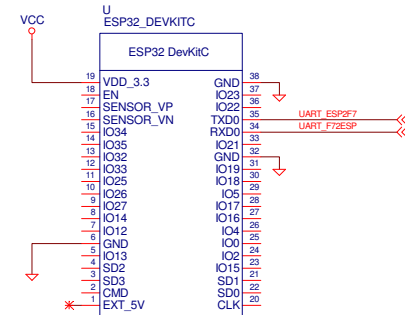 U
ESP32_DEVKITC
VCC
ESP32 DevKitC
19 VDD_3.3 GND 38
18 EN IO23 37
17 SENSOR_VP IO22 36
16 SENSOR_VN TXD0 35 UART_ESP2F7
15 IO34 RXD0 34 UART_F72ESP
14 IO35 IO21 33
13 IO32 GND 32
12 IO33 IO19 31
11 IO25 IO18 30
10 IO26 IO5 29
9 IO27 IO17 28
8 IO14 IO16 27
7 IO12 IO4 26
6 GND IO0 25
5 IO13 IO2 24
4 SD2 IO15 23
3 SD3 SD1 22
2 CMD SD0 21
1 EXT_5V CLK 20